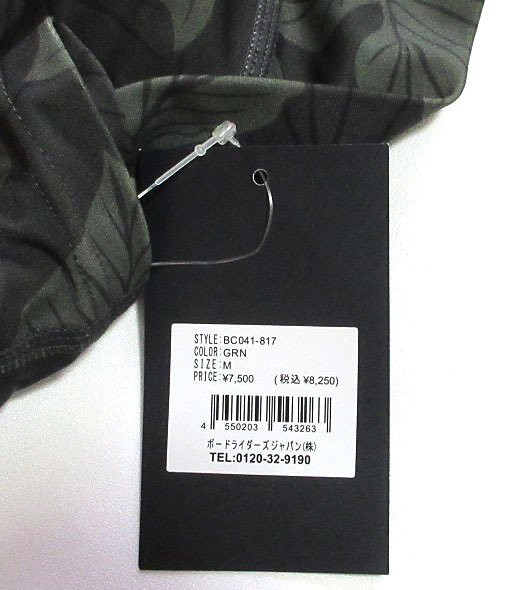 STYLE:BC041-817
COLOR:GRN
SIZE:M
PRICE:¥7,500 (税込 ¥8,250)
4 550203 543263
ボードライダーズジャパン(株)
TEL:0120-32-9190